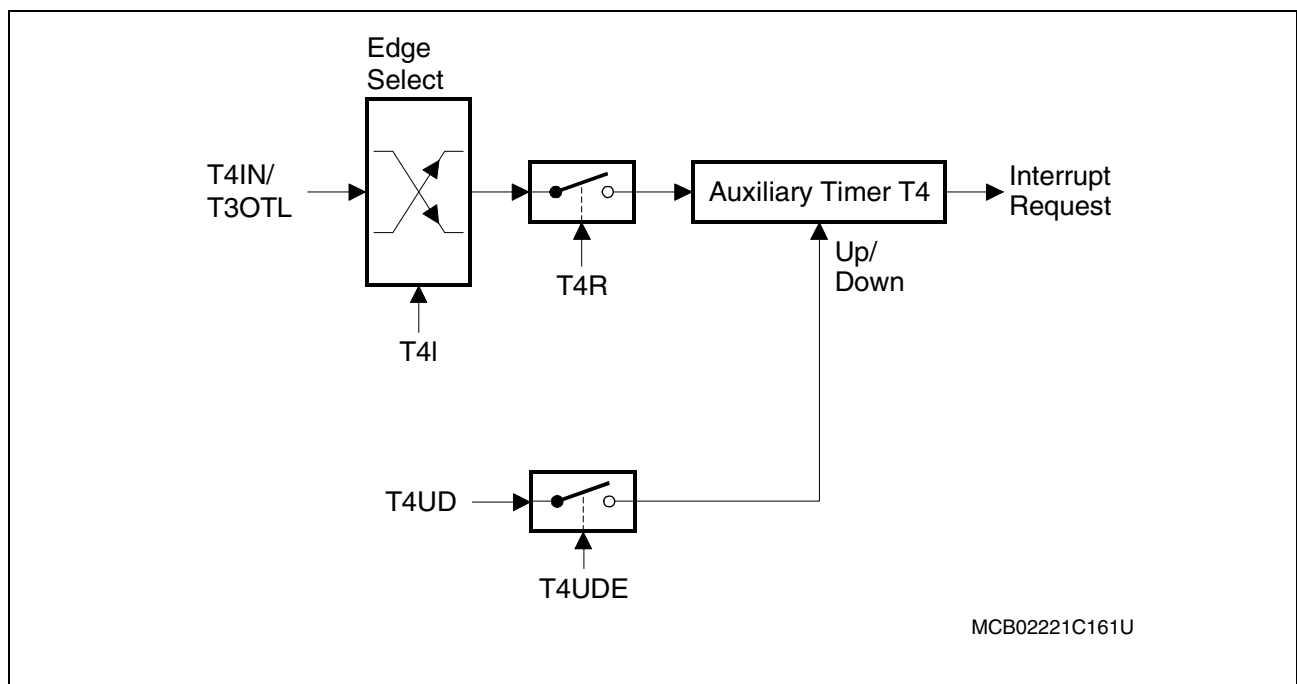 Edge
Select
T4IN/
T3OTL
Auxiliary Timer T4
Interrupt
Request
T4R
Up/
Down
T4I
T4UD
T4UDE
MCB02221C161U